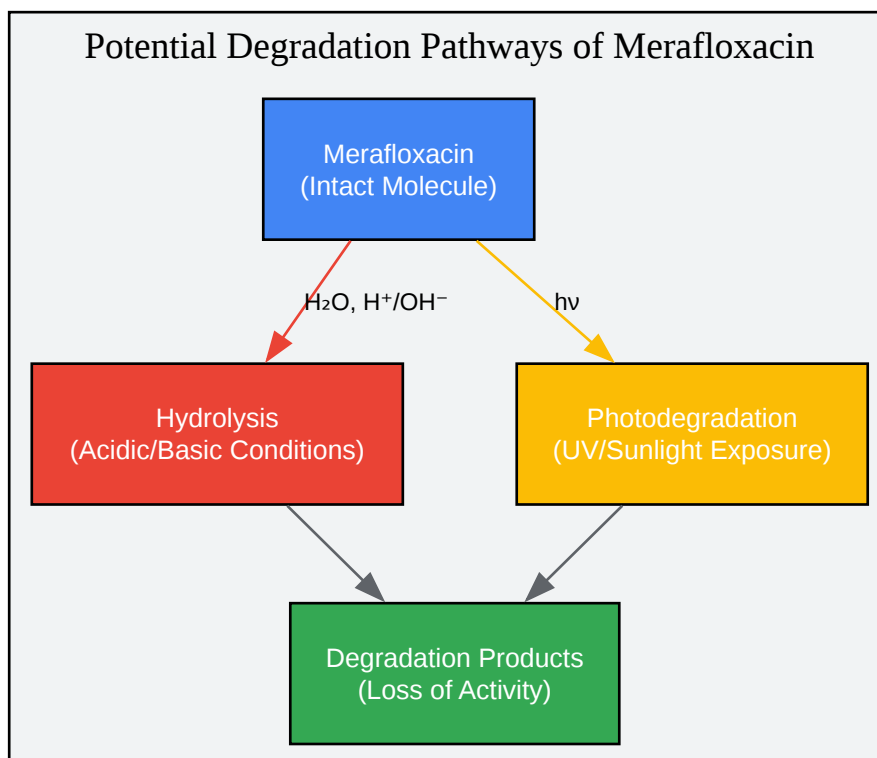 Potential Degradation Pathways of Merafloxacin
Merafloxacin
(Intact Molecule)
H₂O, H⁺/OH⁻
hν
Hydrolysis
(Acidic/Basic Conditions)
Photodegradation
(UV/Sunlight Exposure)
Degradation Products
(Loss of Activity)